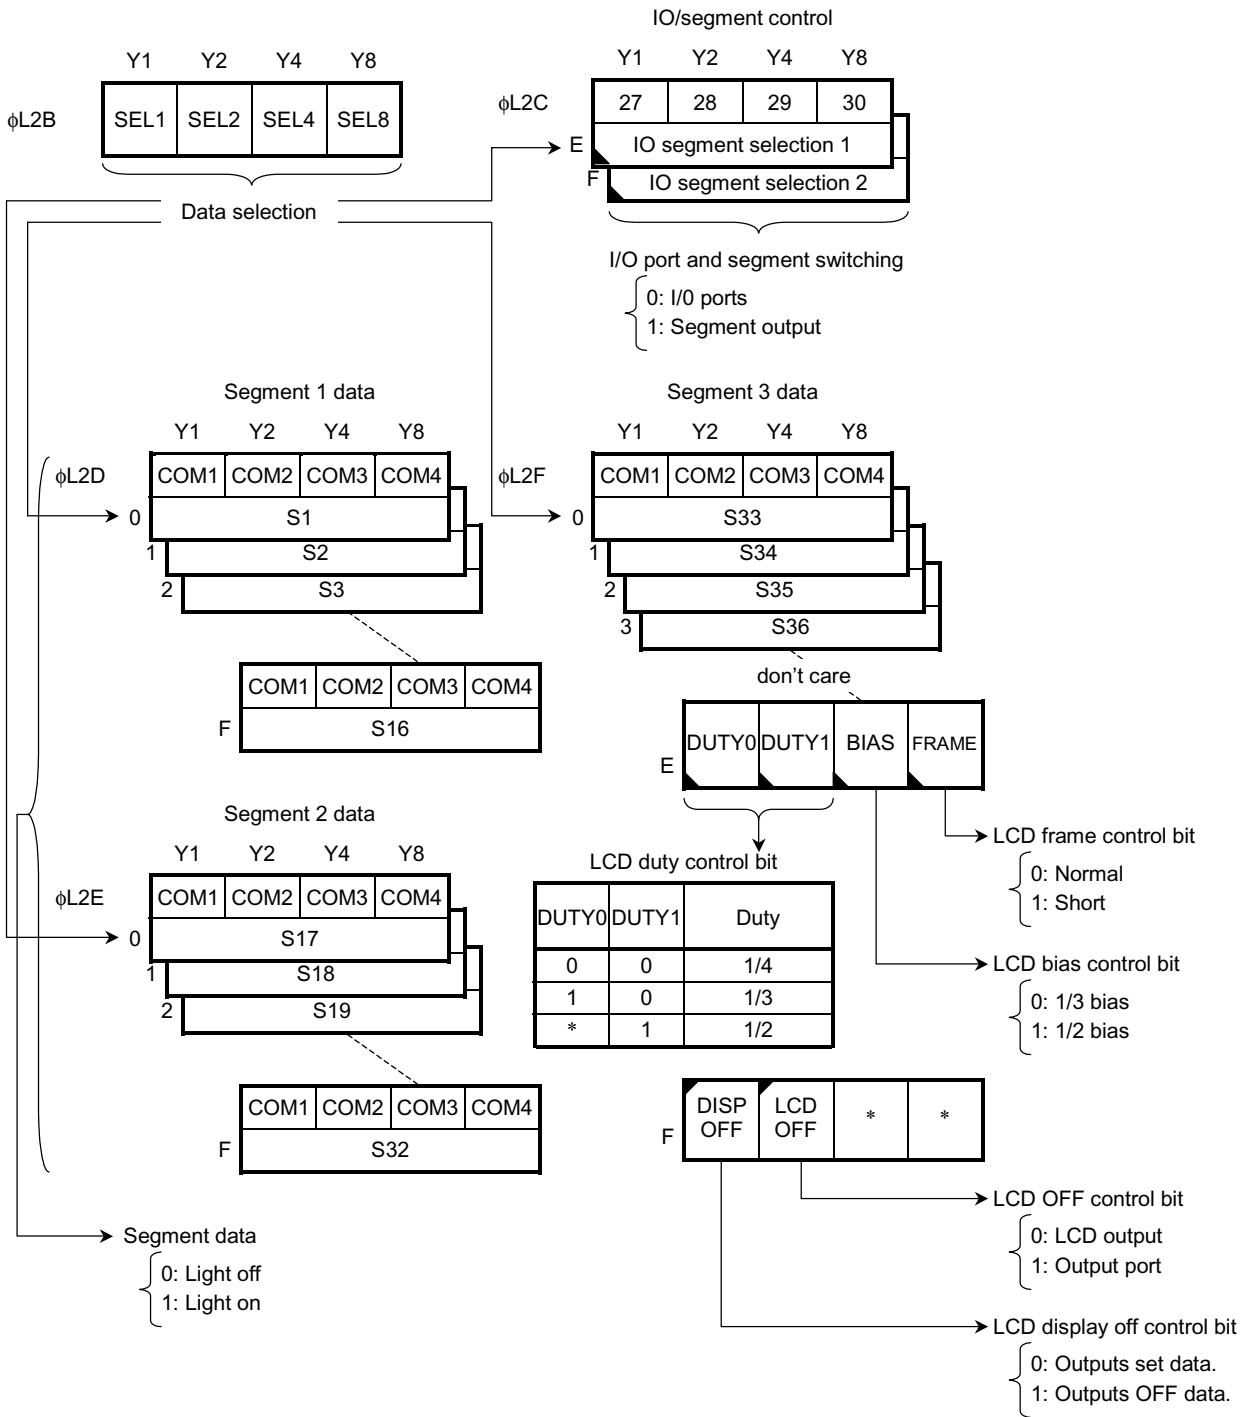 IO/segment control
Y1 Y2 Y4 Y8
Y1 Y2 Y4 Y8
φL2B
SEL1 SEL2 SEL4 SEL8
φL2C
27 28 29 30
E
IO segment selection 1
F
IO segment selection 2
Data selection
I/O port and segment switching
0: I/0 ports
1: Segment output
Segment 1 data
Y1 Y2 Y4 Y8
φL2D
COM1 COM2 COM3 COM4
0
S1
1
S2
2
S3
COM1 COM2 COM3 COM4
F
S16
Segment 3 data
Y1 Y2 Y4 Y8
φL2F
COM1 COM2 COM3 COM4
0
S33
1
S34
2
S35
3
S36
don't care
DUTY0 DUTY1 BIAS FRAME
E
LCD frame control bit
0: Normal
1: Short
LCD duty control bit
DUTY0 DUTY1 Duty
0 0 1/4
1 0 1/3
* 1 1/2
LCD bias control bit
0: 1/3 bias
1: 1/2 bias
Segment 2 data
Y1 Y2 Y4 Y8
φL2E
COM1 COM2 COM3 COM4
0
S17
1
S18
2
S19
COM1 COM2 COM3 COM4
F
S32
DISP OFF
LCD OFF
*
*
F
LCD OFF control bit
0: LCD output
1: Output port
Segment data
0: Light off
1: Light on
LCD display off control bit
0: Outputs set data.
1: Outputs OFF data.